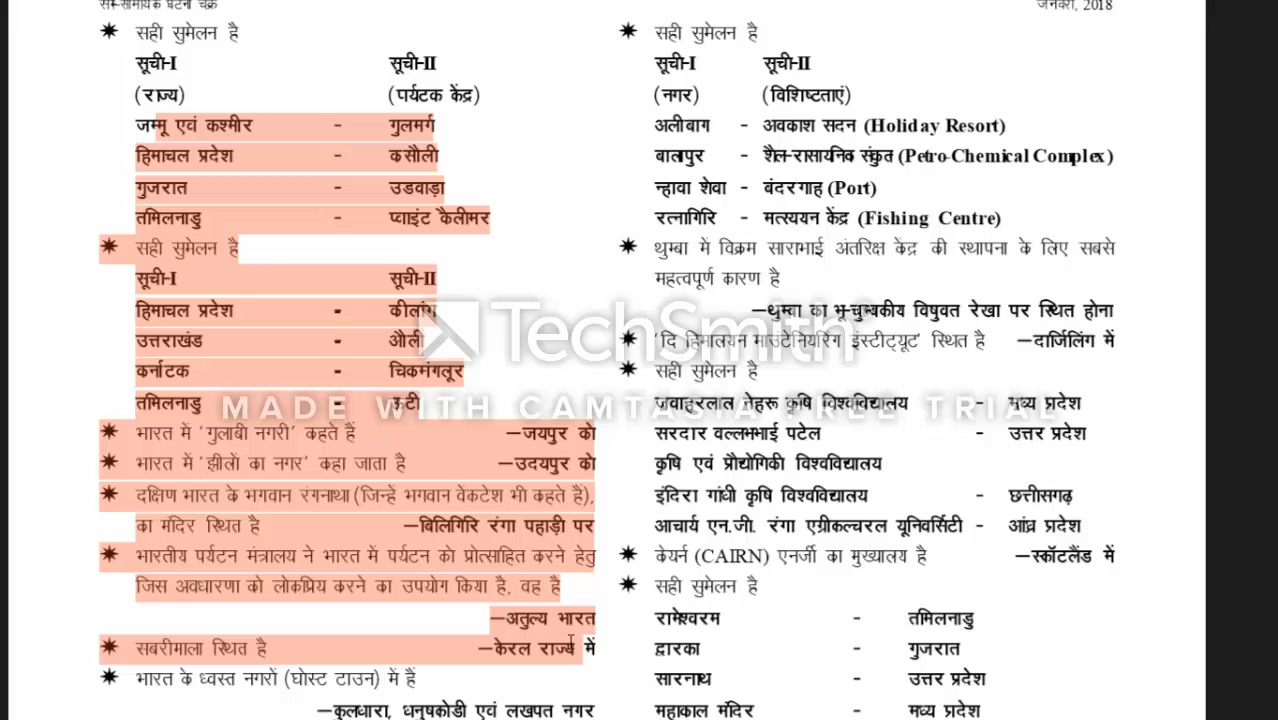 सम-सामयिक घटना चक्र
जनवरी, 2018
✷ सही सुमेलन है
सूची-I सूची-II
(राज्य) (पर्यटक केंद्र)
जम्मू एवं कश्मीर - गुलमर्ग
हिमाचल प्रदेश - कसौली
गुजरात - उडवाड़ा
तमिलनाडु - प्वाइंट कैलीमर
✷ सही सुमेलन है
सूची-I सूची-II
हिमाचल प्रदेश - कीलांग
उत्तराखंड - औली
कर्नाटक - चिकमंगलूर
तमिलनाडु - ऊटी
✷ भारत में 'गुलाबी नगरी' कहते हैं —जयपुर को
✷ भारत में 'झीलों का नगर' कहा जाता है —उदयपुर को
✷ दक्षिण भारत के भगवान रंगनाथा (जिन्हें भगवान वेंकटेश भी कहते हैं),
का मंदिर स्थित है —बिलिगिरि रंगा पहाड़ी पर
✷ भारतीय पर्यटन मंत्रालय ने भारत में पर्यटन को प्रोत्साहित करने हेतु
जिस अवधारणा को लोकप्रिय करने का उपयोग किया है, वह है
—अतुल्य भारत
✷ सबरीमाला स्थित है —केरल राज्य में
✷ भारत के ध्वस्त नगरों (घोस्ट टाउन) में हैं
—कुलधारा, धनुषकोडी एवं लखपत नगर
✷ सही सुमेलन है
सूची-I सूची-II
(नगर) (विशिष्टताएं)
अलीबाग - अवकाश सदन (Holiday Resort)
बालापुर - शैल-रासायनिक संकुल (Petro-Chemical Complex)
न्हावा शेवा - बंदरगाह (Port)
रत्नागिरि - मत्स्ययन केंद्र (Fishing Centre)
✷ थुम्बा में विक्रम साराभाई अंतरिक्ष केंद्र की स्थापना के लिए सबसे
महत्वपूर्ण कारण है
—थुम्बा का भू-चुम्बकीय विषुवत रेखा पर स्थित होना
✷ 'दि हिमालयन माउंटेनियरिंग इंस्टीट्यूट' स्थित है —दार्जिलिंग में
✷ सही सुमेलन है
जवाहरलाल नेहरू कृषि विश्वविद्यालय - मध्य प्रदेश
सरदार वल्लभभाई पटेल - उत्तर प्रदेश
कृषि एवं प्रौद्योगिकी विश्वविद्यालय
इंदिरा गांधी कृषि विश्वविद्यालय - छत्तीसगढ़
आचार्य एन.जी. रंगा एग्रीकल्चरल यूनिवर्सिटी - आंध्र प्रदेश
✷ केयर्न (CAIRN) एनर्जी का मुख्यालय है —स्कॉटलैंड में
✷ सही सुमेलन है
रामेश्वरम - तमिलनाडु
द्वारका - गुजरात
सारनाथ - उत्तर प्रदेश
महाकाल मंदिर - मध्य प्रदेश
TechSmith®
MADE WITH CAMTASIA FREE TRIAL